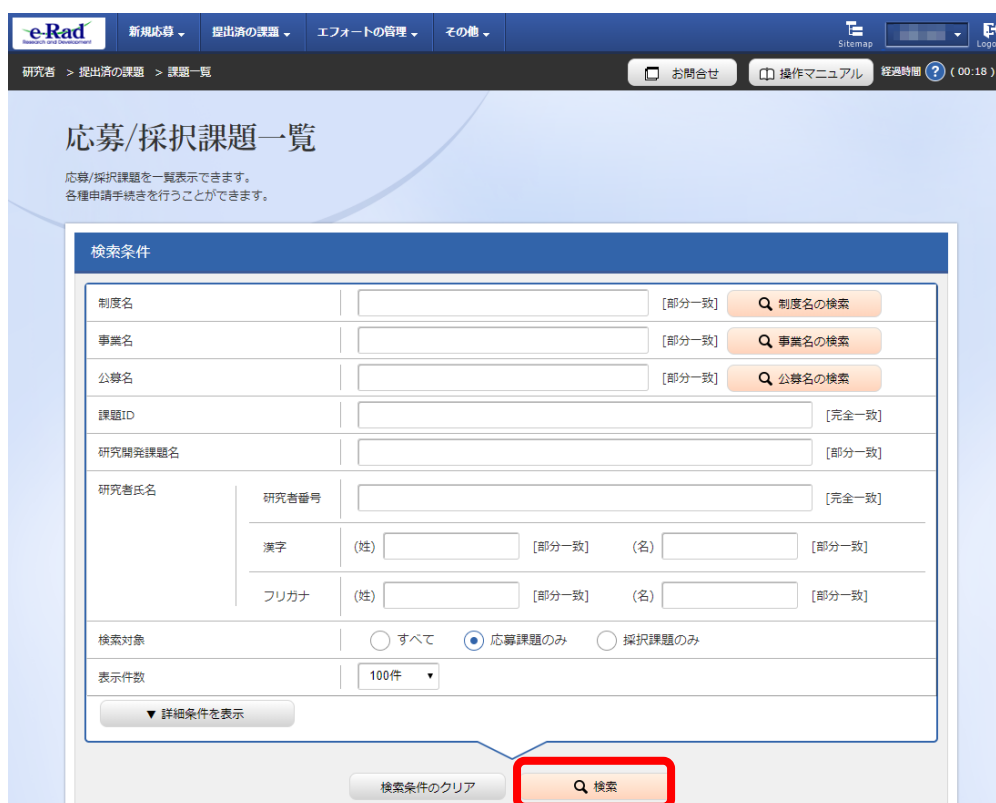 e-Rad 新規応募 提出済の課題 エフォートの管理 その他 Sitemap
Research and Development
研究者 > 提出済の課題 > 課題一覧 お問合せ 操作マニュアル 経過時間 ? ( 00:18 )
応募/採択課題一覧
応募/採択課題を一覧表示できます。
各種申請手続きを行うことができます。
検索条件
制度名 [部分一致] 制度名の検索
事業名 [部分一致] 事業名の検索
公募名 [部分一致] 公募名の検索
課題ID [完全一致]
研究開発課題名 [部分一致]
研究者氏名 研究者番号 [完全一致]
漢字 (姓) [部分一致] (名) [部分一致]
フリガナ (姓) [部分一致] (名) [部分一致]
検索対象 すべて 応募課題のみ 採択課題のみ
表示件数 100件 ▼
▼ 詳細条件を表示
検索条件のクリア 検索